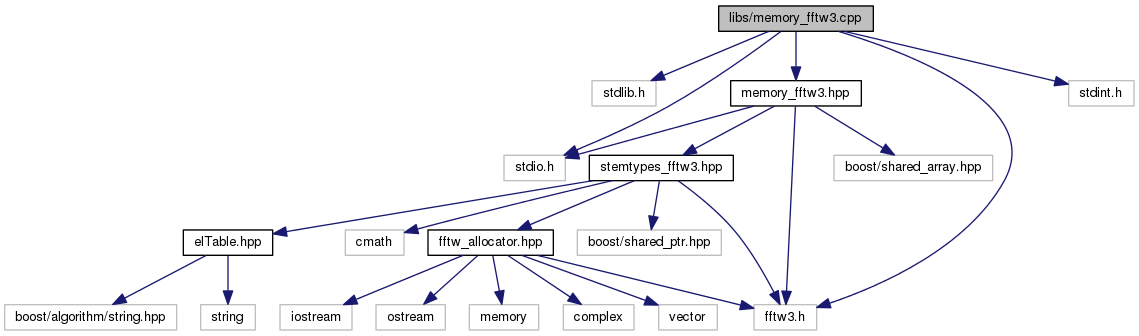 libs/memory_fftw3.cpp
stdlib.h
memory_fftw3.hpp
stdint.h
stdio.h
stemtypes_fftw3.hpp
boost/shared_array.hpp
elTable.hpp
cmath
fftw_allocator.hpp
boost/shared_ptr.hpp
boost/algorithm/string.hpp
string
iostream
ostream
memory
complex
vector
fftw3.h